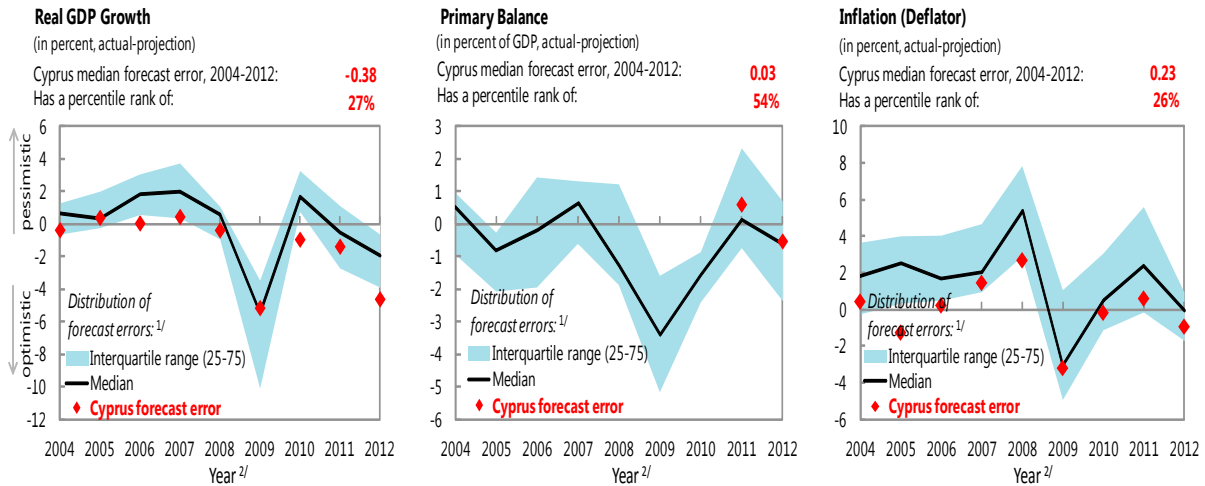 Real GDP Growth
(in percent, actual-projection)
Cyprus median forecast error, 2004-2012: -0.38
Has a percentile rank of: 27%
pessimistic
optimistic
6
4
2
0
-2
-4
-6
-8
-10
-12
Distribution of
forecast errors: 1/
Interquartile range (25-75)
Median
Cyprus forecast error
2004 2005 2006 2007 2008 2009 2010 2011 2012
Year 2/
Primary Balance
(in percent of GDP, actual-projection)
Cyprus median forecast error, 2004-2012: 0.03
Has a percentile rank of: 54%
3
2
1
0
-1
-2
-3
-4
-5
-6
Distribution of
forecast errors: 1/
Interquartile range (25-75)
Median
Cyprus forecast error
2004 2005 2006 2007 2008 2009 2010 2011 2012
Year 2/
Inflation (Deflator)
(in percent, actual-projection)
Cyprus median forecast error, 2004-2012: 0.23
Has a percentile rank of: 26%
10
8
6
4
2
0
-2
-4
-6
Distribution of
forecast errors: 1/
Interquartile range (25-75)
Median
Cyprus forecast error
2004 2005 2006 2007 2008 2009 2010 2011 2012
Year 2/